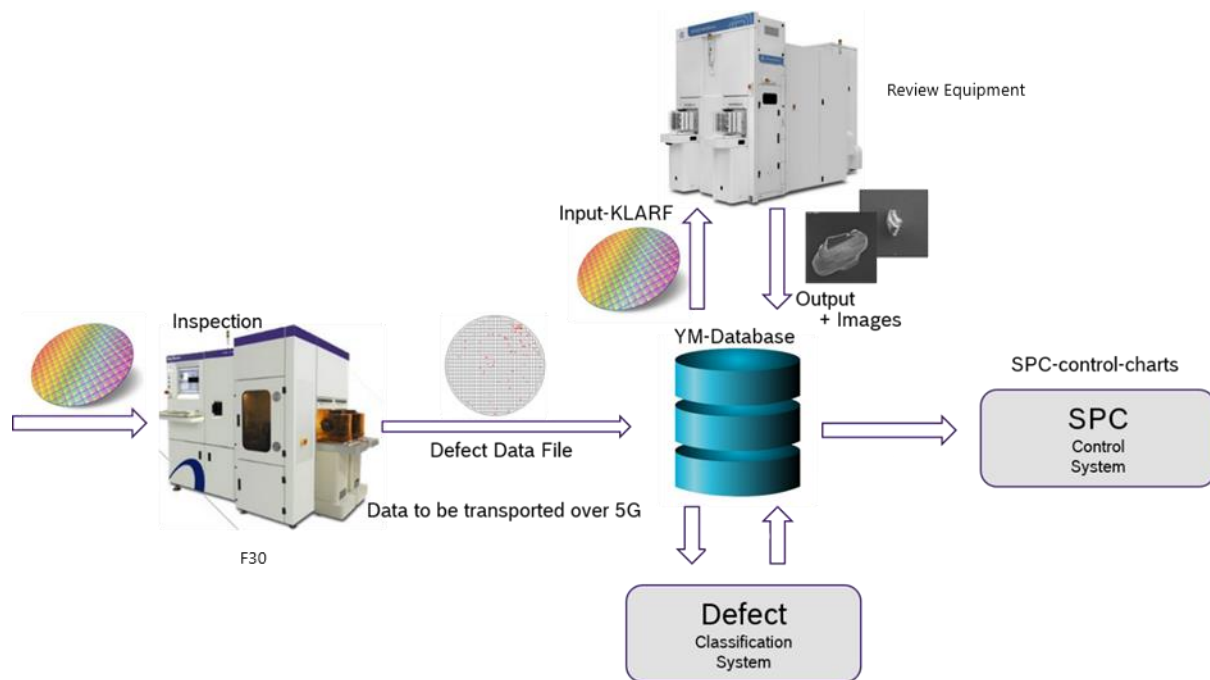 Review Equipment
Input-KLARF
Output
+ Images
Inspection
YM-Database
SPC-control-charts
SPC
Control
System
Defect Data File
Data to be transported over 5G
F30
Defect
Classification
System